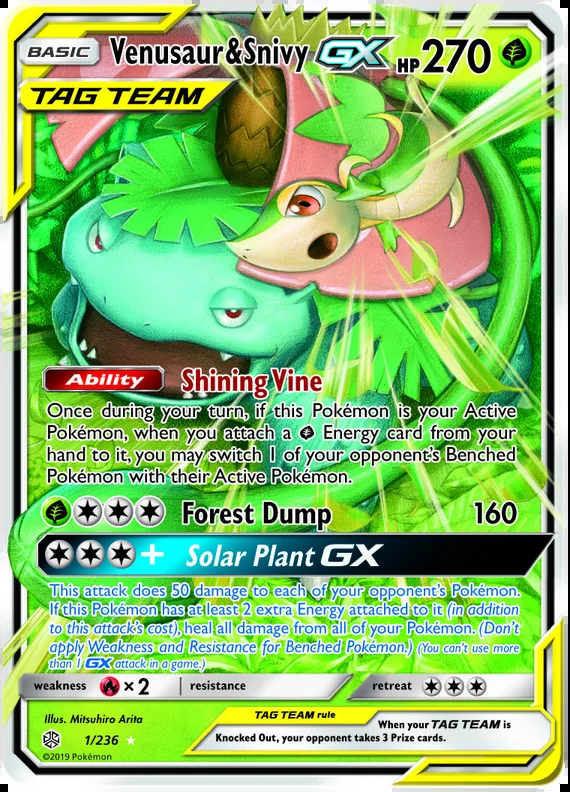 BASIC Venusaur&Snivy GX HP270
TAG TEAM
Ability Shining Vine
Once during your turn, if this Pokémon is your Active
Pokémon, when you attach a Energy card from your
hand to it, you may switch 1 of your opponent's Benched
Pokémon with their Active Pokémon.
Forest Dump 160
+ Solar Plant GX
This attack does 50 damage to each of your opponent's Pokémon.
If this Pokémon has at least 2 extra Energy attached to it (in addition
to this attack's cost), heal all damage from all of your Pokémon. (Don't
apply Weakness and Resistance for Benched Pokémon.) (You can't use more
than 1 GX attack in a game.)
weakness ×2 resistance retreat
Illus. Mitsuhiro Arita
TAG TEAM rule
When your TAG TEAM is
Knocked Out, your opponent takes 3 Prize cards.
1/236
©2019 Pokémon